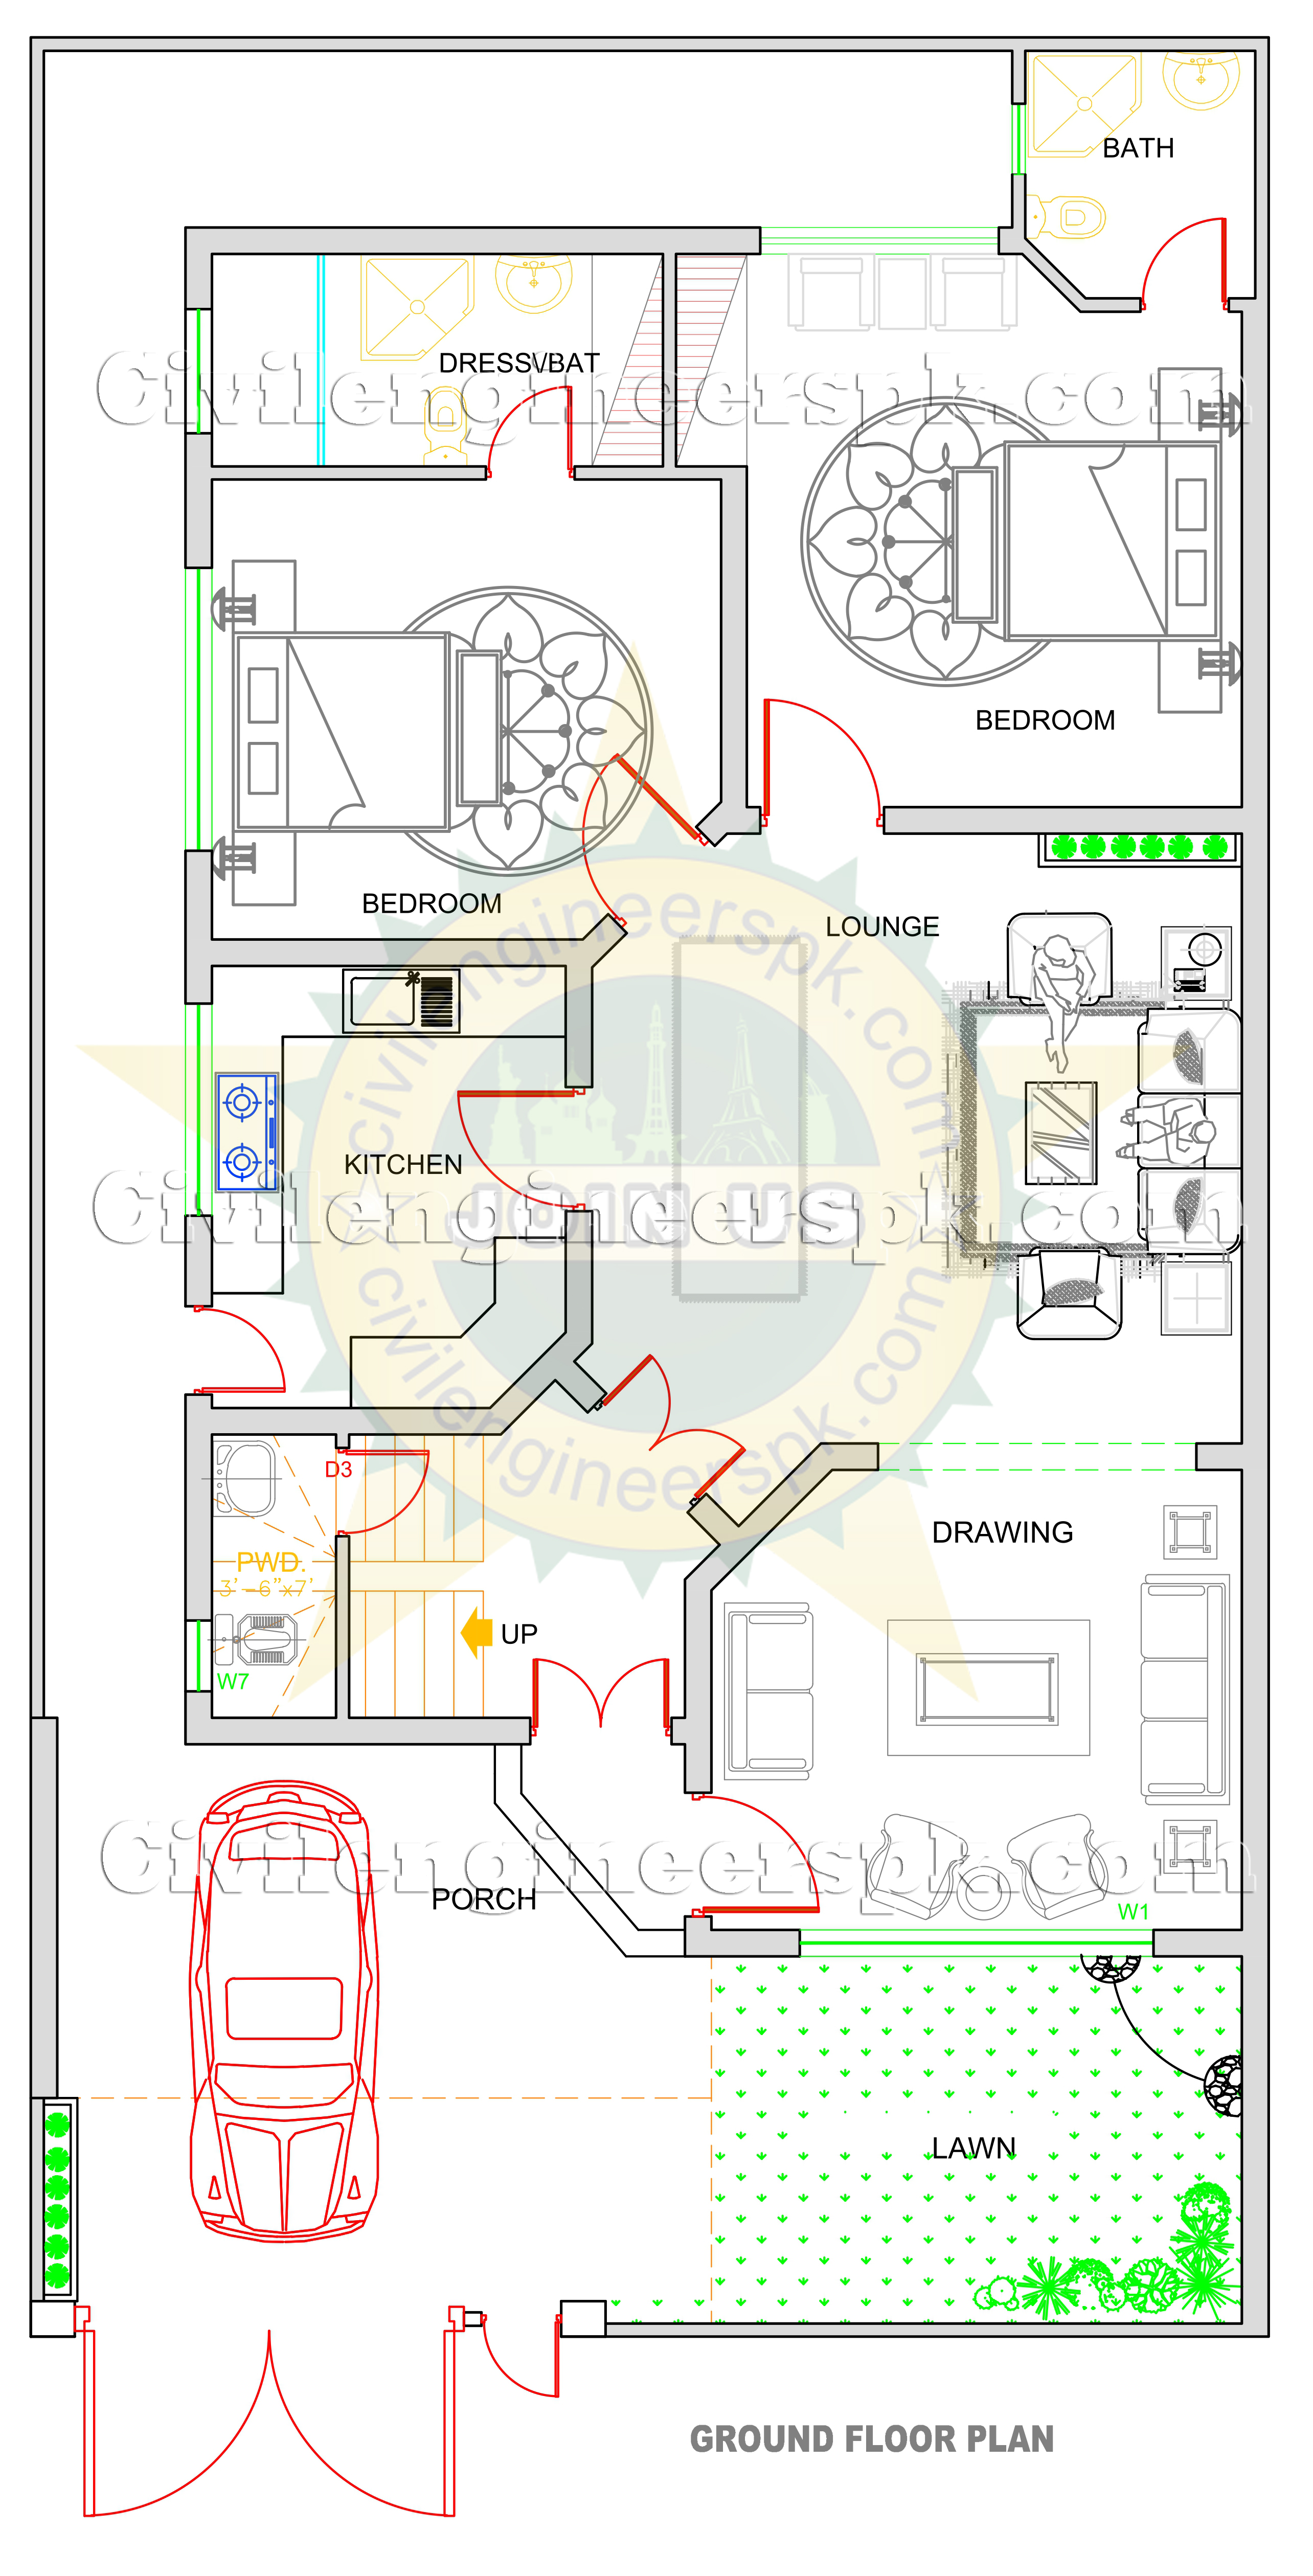 BATH
DRESS\BAT
Civilengineerspk.com
BEDROOM
BEDROOM
LOUNGE
civilengineerspk.com
KITCHEN
Civilengineerspk.com
JOIN US
civilengineerspk.com
D3
DRAWING
PWD.
3'-6"x7'
UP
W7
Civilengineerspk.com
PORCH
W1
LAWN
GROUND FLOOR PLAN